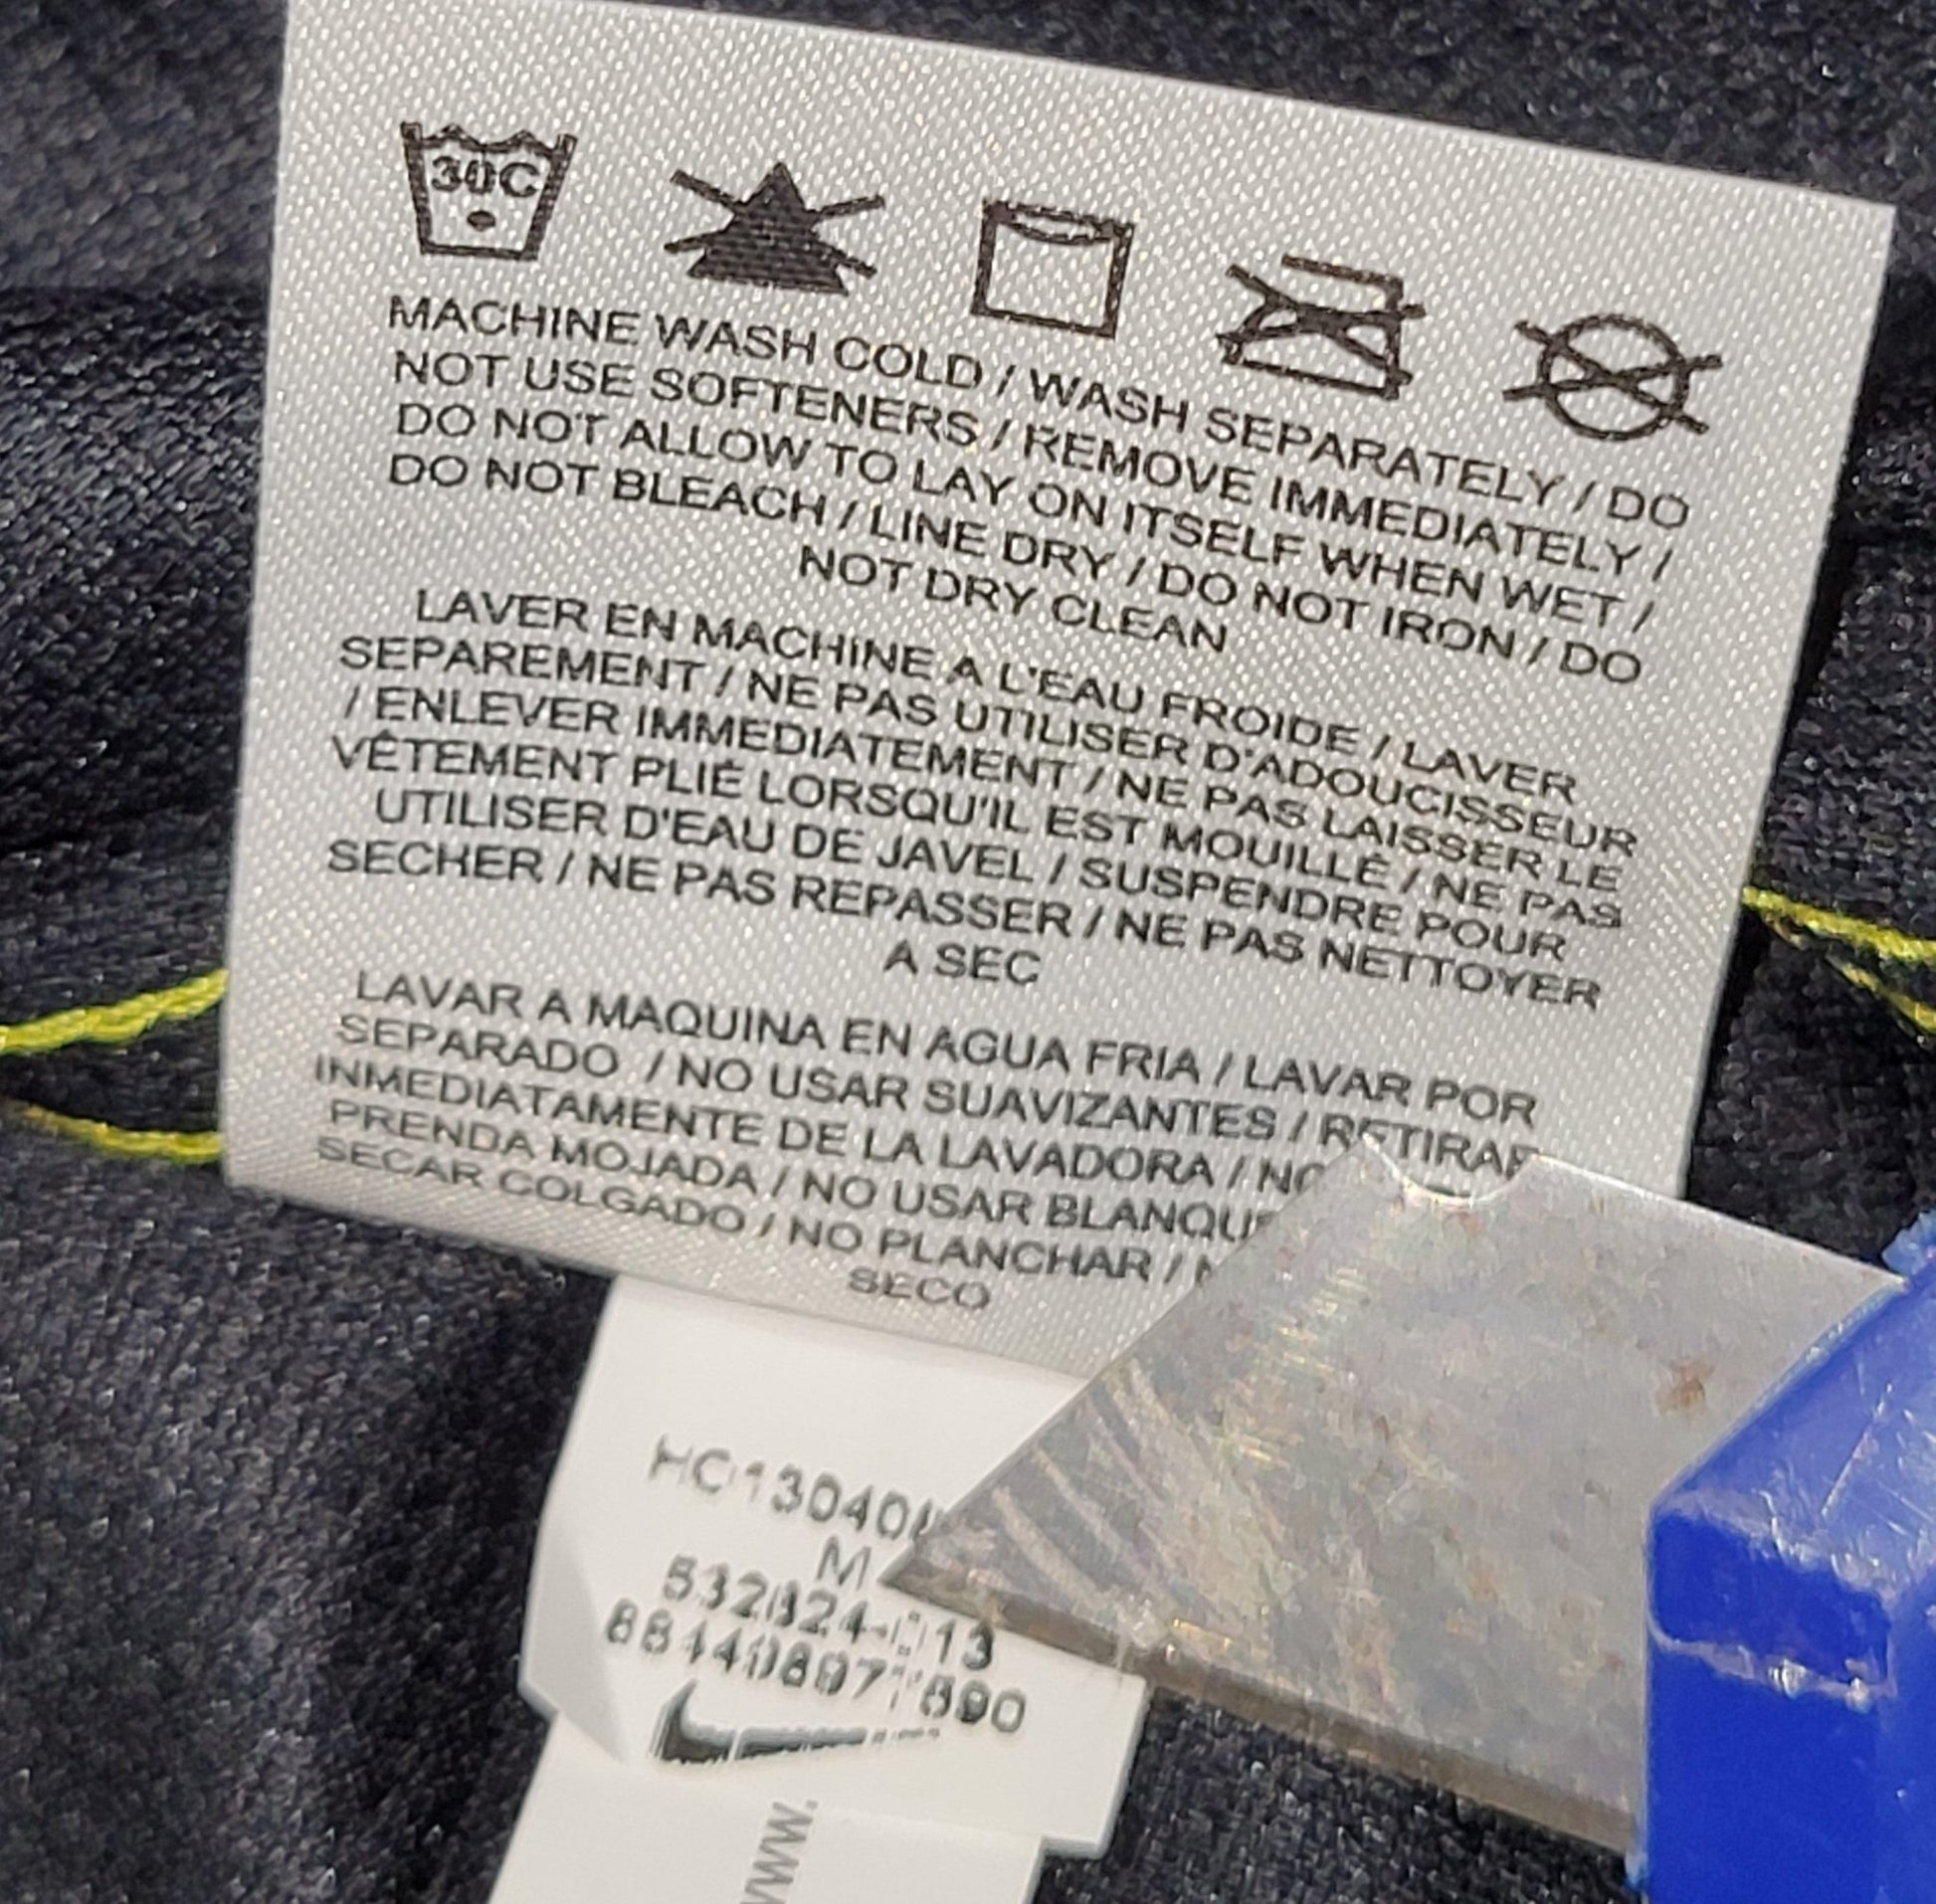 30C
MACHINE WASH COLD / WASH SEPARATELY / DO
NOT USE SOFTENERS / REMOVE IMMEDIATELY /
DO NOT ALLOW TO LAY ON ITSELF WHEN WET /
DO NOT BLEACH / LINE DRY / DO NOT IRON / DO
NOT DRY CLEAN
LAVER EN MACHINE A L'EAU FROIDE / LAVER
SEPAREMENT / NE PAS UTILISER D'ADOUCISSEUR
/ ENLEVER IMMEDIATEMENT / NE PAS LAISSER LE
VÊTEMENT PLIÉ LORSQU'IL EST MOUILLÉ / NE PAS
UTILISER D'EAU DE JAVEL / SUSPENDRE POUR
SECHER / NE PAS REPASSER / NE PAS NETTOYER
A SEC
LAVAR A MAQUINA EN AGUA FRIA / LAVAR POR
SEPARADO / NO USAR SUAVIZANTES / RETIRAR
INMEDIATAMENTE DE LA LAVADORA / NO
PRENDA MOJADA / NO USAR BLANQUE
SECAR COLGADO / NO PLANCHAR /
SECO
M